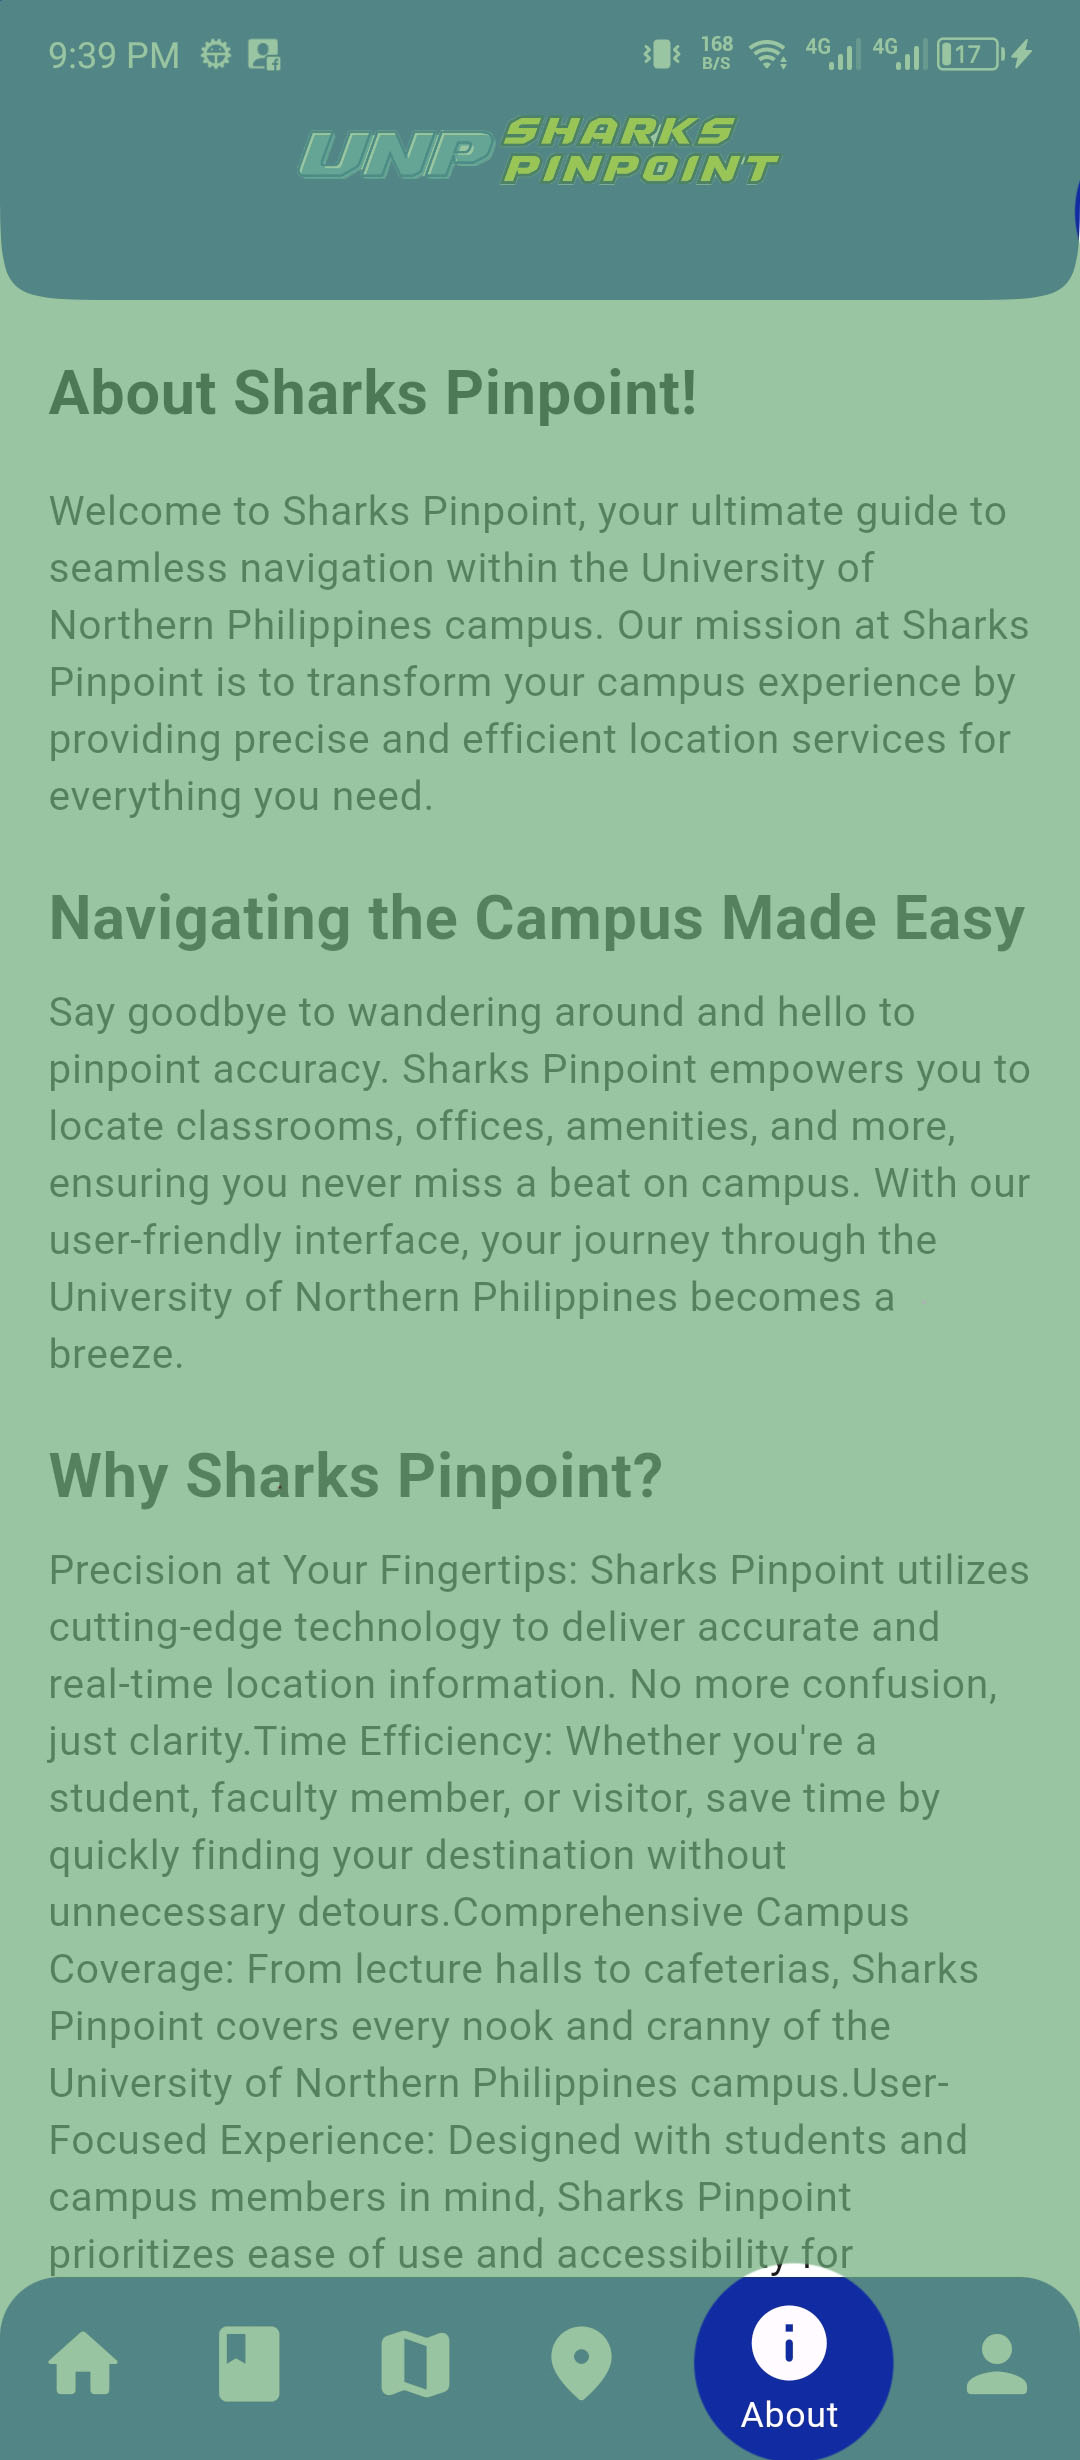 9:39 PM
168
B/S
4G
4G
17
UNP SHARKS
PINPOINT
About Sharks Pinpoint!
Welcome to Sharks Pinpoint, your ultimate guide to
seamless navigation within the University of
Northern Philippines campus. Our mission at Sharks
Pinpoint is to transform your campus experience by
providing precise and efficient location services for
everything you need.
Navigating the Campus Made Easy
Say goodbye to wandering around and hello to
pinpoint accuracy. Sharks Pinpoint empowers you to
locate classrooms, offices, amenities, and more,
ensuring you never miss a beat on campus. With our
user-friendly interface, your journey through the
University of Northern Philippines becomes a
breeze.
Why Sharks Pinpoint?
Precision at Your Fingertips: Sharks Pinpoint utilizes
cutting-edge technology to deliver accurate and
real-time location information. No more confusion,
just clarity.Time Efficiency: Whether you're a
student, faculty member, or visitor, save time by
quickly finding your destination without
unnecessary detours.Comprehensive Campus
Coverage: From lecture halls to cafeterias, Sharks
Pinpoint covers every nook and cranny of the
University of Northern Philippines campus.User-
Focused Experience: Designed with students and
campus members in mind, Sharks Pinpoint
prioritizes ease of use and accessibility for
About